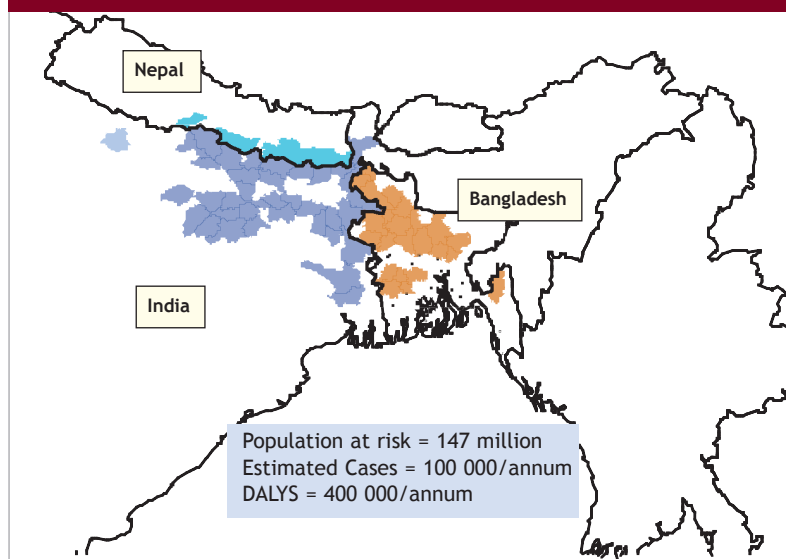 Nepal
Bangladesh
India
Population at risk = 147 million
Estimated Cases = 100 000/annum
DALYS = 400 000/annum